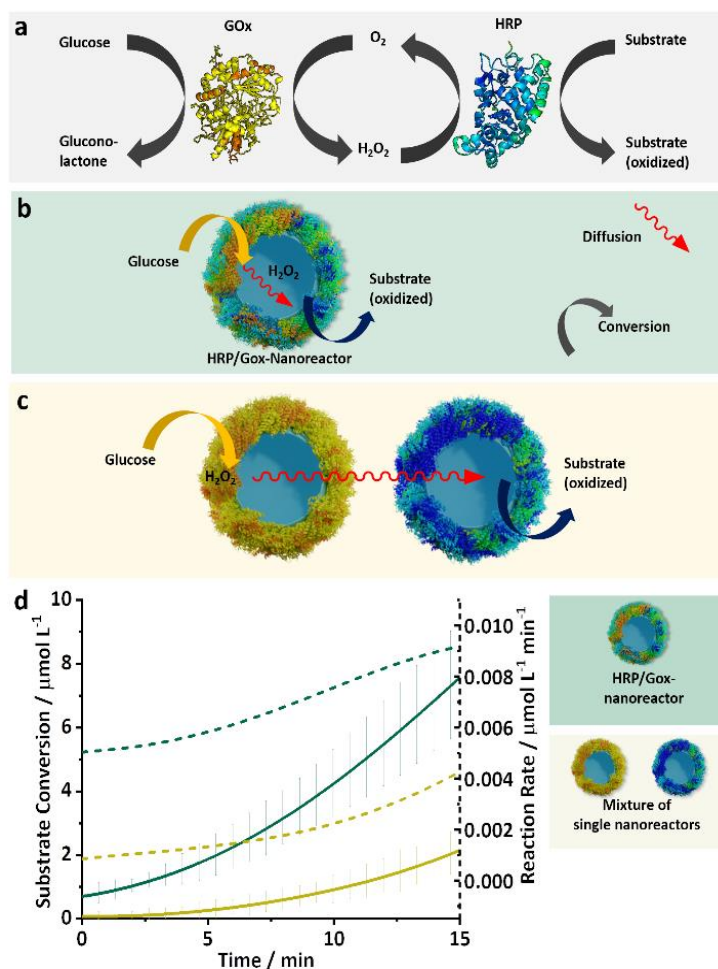 a
GOx
HRP
Glucose
O2
Substrate
Glucono-
lactone
H2O2
Substrate
(oxidized)
b
Glucose
H2O2
Substrate
(oxidized)
HRP/Gox-Nanoreactor
Diffusion
Conversion
c
Glucose
H2O2
Substrate
(oxidized)
d
Substrate Conversion / μmol L-1
10
8
6
4
2
0
0
5
10
15
Time / min
0.010
0.008
0.006
0.004
0.002
0.000
Reaction Rate / μmol L-1 min-1
HRP/Gox-
nanoreactor
Mixture of
single nanoreactors